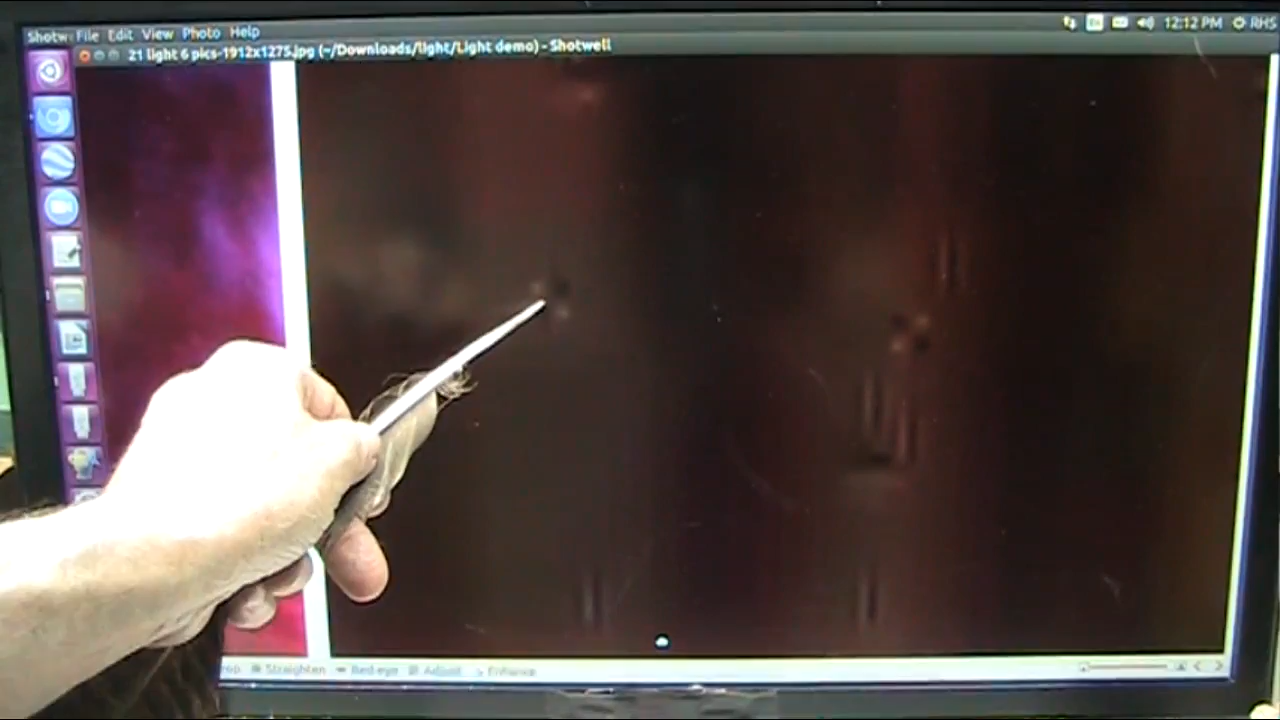 Shotw File Edit View Photo Help 12:12 PM RHS
21 light 6 pics-1912x1275.jpg (~/Downloads/light/Light demo) - Shotwell
Straighten Red-eye Adjust Enhance